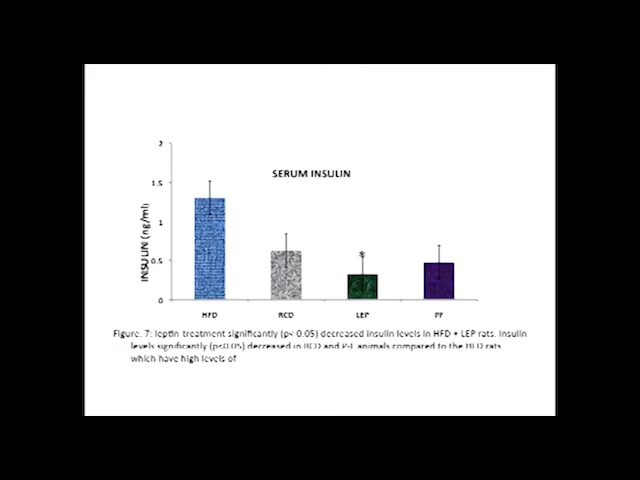 2
SERUM INSULIN
1.5
1
0.5
0
INSULIN (ng/ml)
*
HFD RCD LEP PF
Figure. 7: leptin treatment significantly (p< 0.05) decreased insulin levels in HFD + LEP rats. Insulin
levels significantly (p<0.05) decreased in RCD and P-F animals compared to the HFD rats
which have high levels of